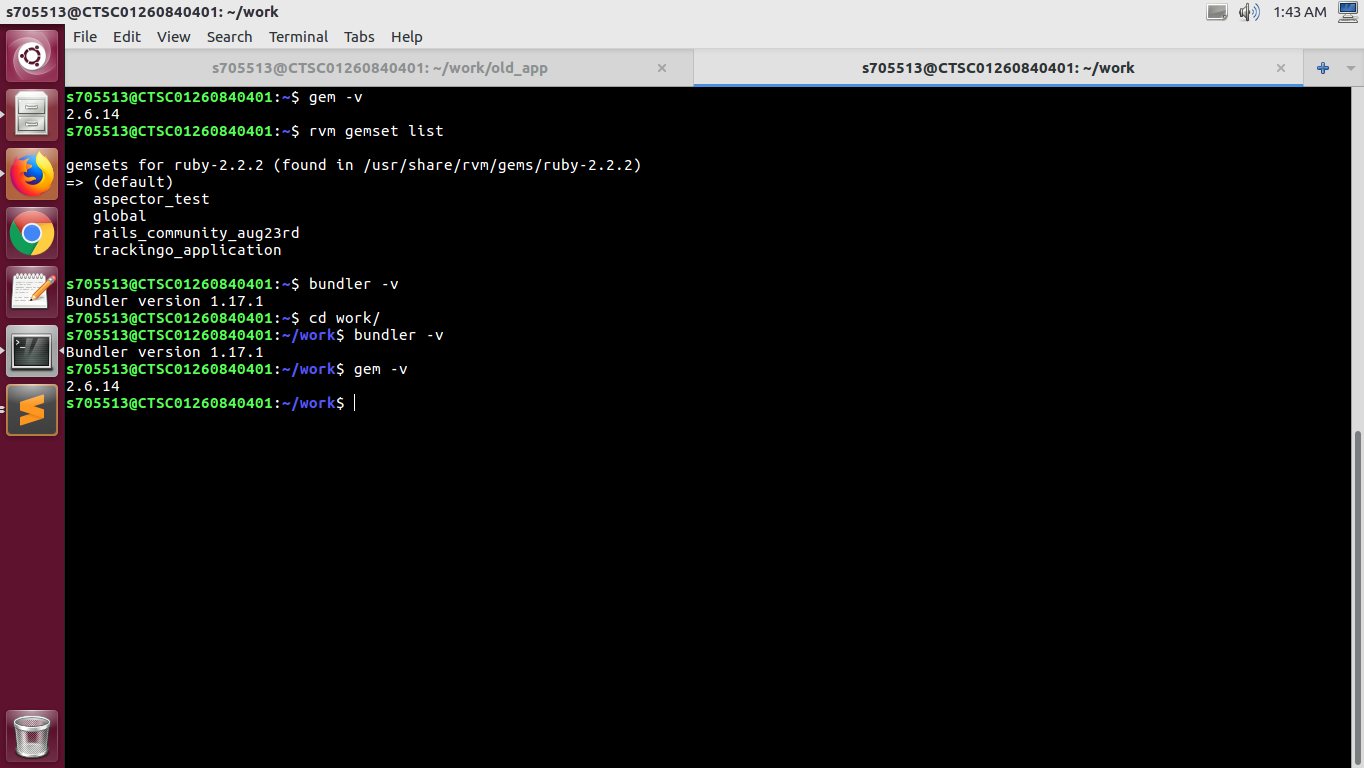 s705513@CTSC01260840401: ~/work
1:43 AM
File Edit View Search Terminal Tabs Help
s705513@CTSC01260840401: ~/work/old_app
s705513@CTSC01260840401: ~/work
s705513@CTSC01260840401:~$ gem -v
2.6.14
s705513@CTSC01260840401:~$ rvm gemset list
gemsets for ruby-2.2.2 (found in /usr/share/rvm/gems/ruby-2.2.2)
=> (default)
aspector_test
global
rails_community_aug23rd
trackingo_application
s705513@CTSC01260840401:~$ bundler -v
Bundler version 1.17.1
s705513@CTSC01260840401:~$ cd work/
s705513@CTSC01260840401:~/work$ bundler -v
Bundler version 1.17.1
s705513@CTSC01260840401:~/work$ gem -v
2.6.14
s705513@CTSC01260840401:~/work$